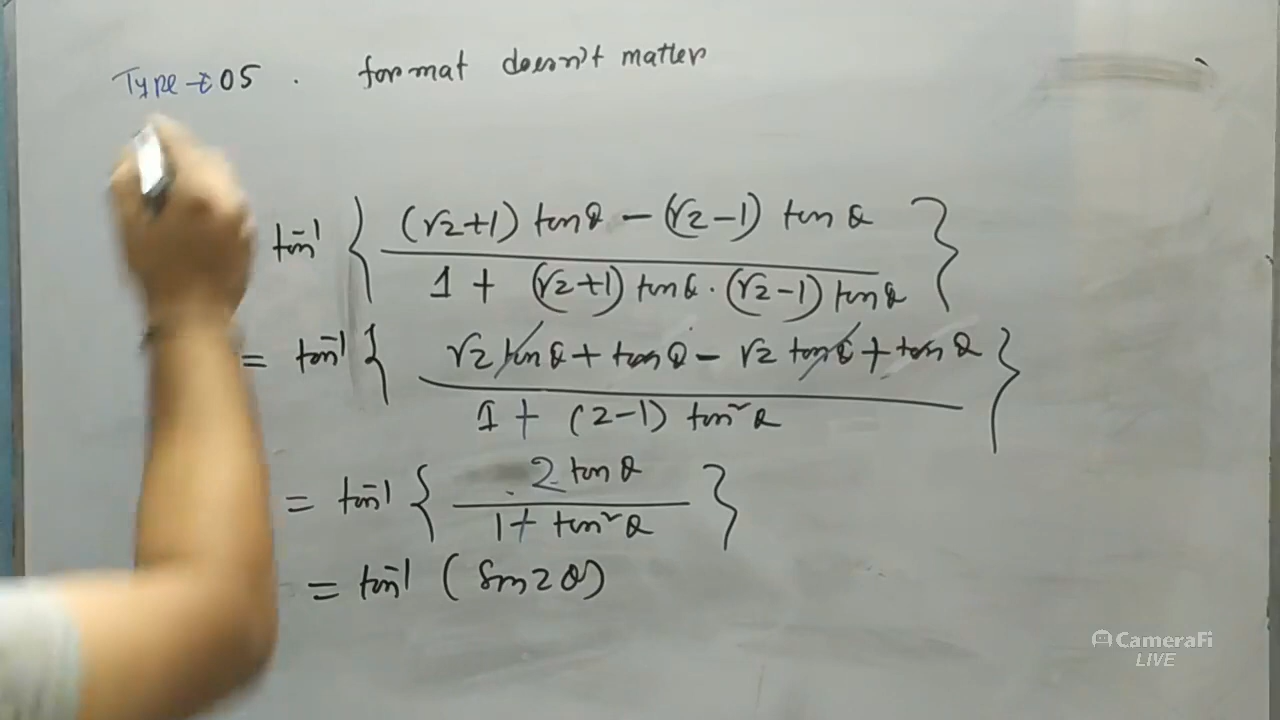 Type - 05 . format doesn't matter
tan⁻¹ { (√2+1) tanθ − (√2−1) tanθ / 1 + (√2+1) tanθ · (√2−1) tanθ }
= tan⁻¹ { √2 tanθ + tanθ − √2 tanθ + tanθ / 1 + (2−1) tan²θ }
= tan⁻¹ { 2 tanθ / 1 + tan²θ }
= tan⁻¹ ( Sin2θ)
CameraFi
LIVE